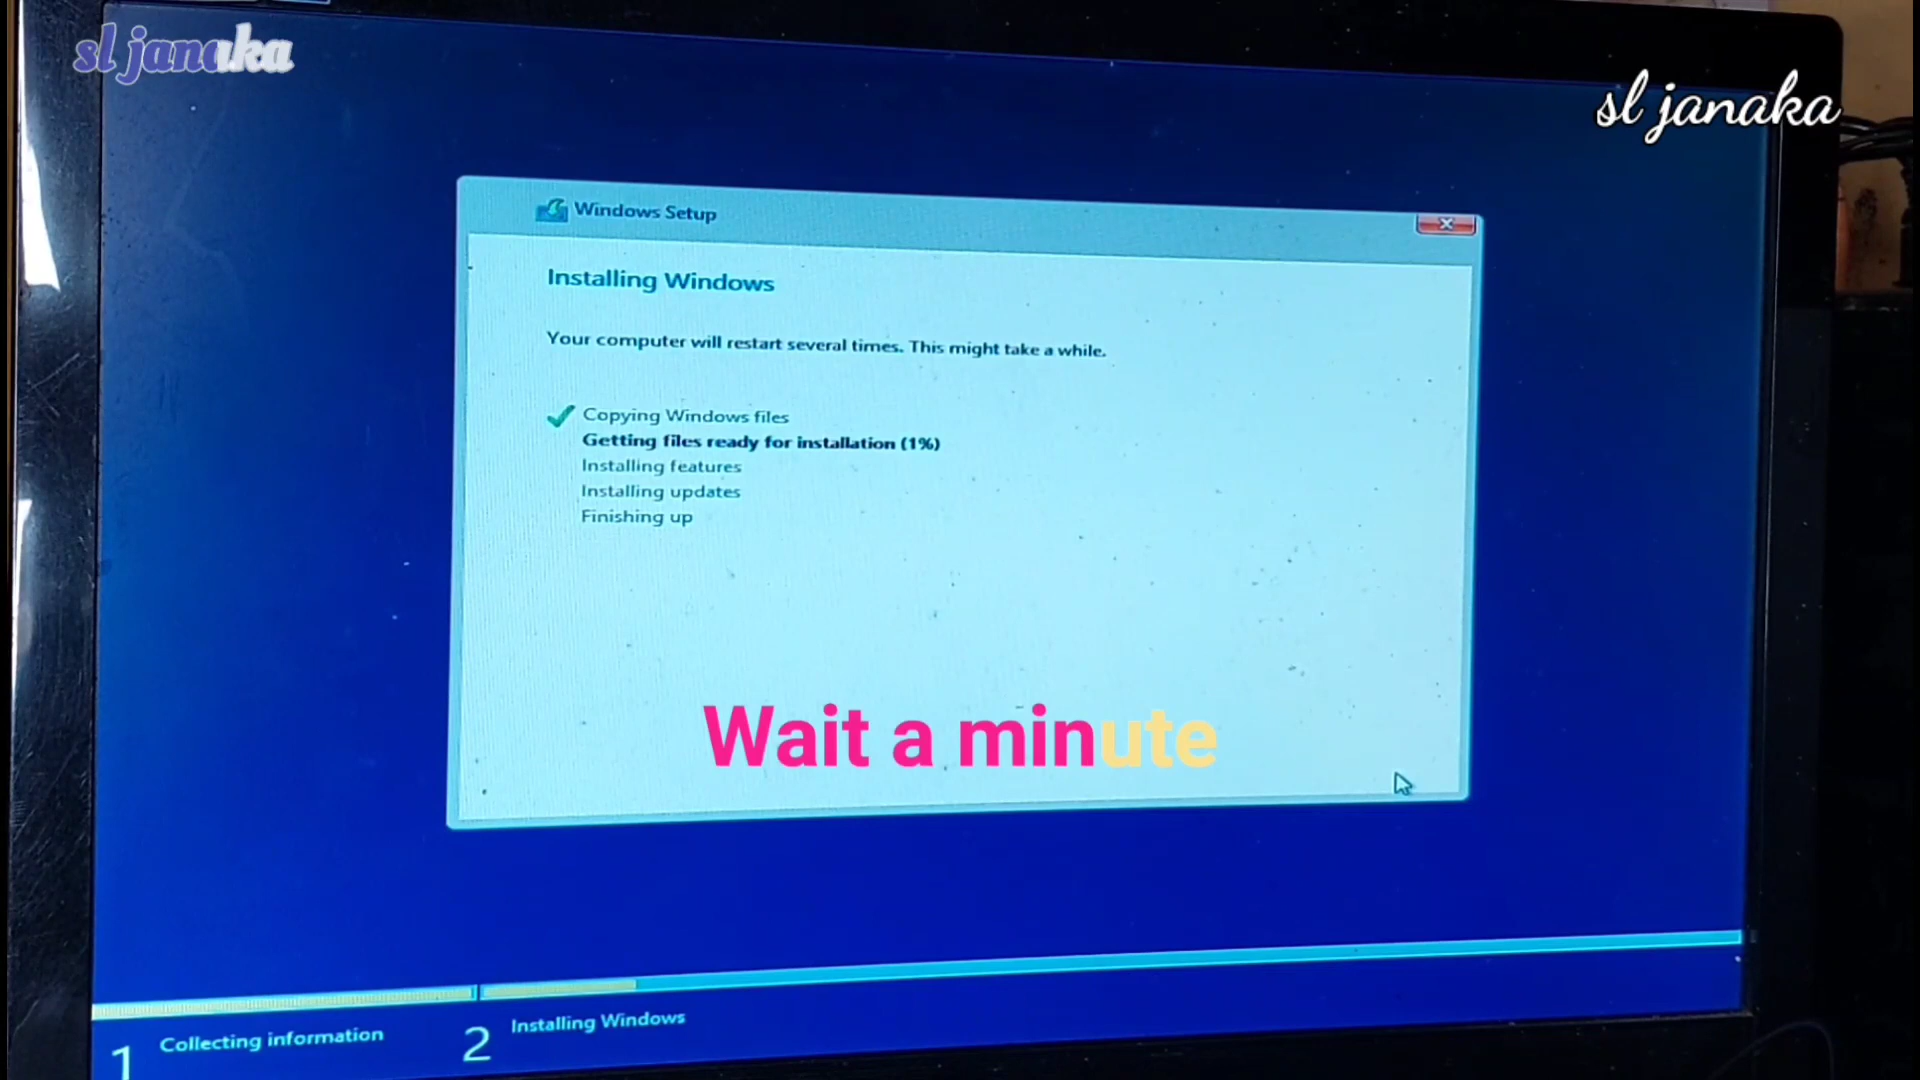 sl janaka
sl janaka
Windows Setup
Installing Windows
Your computer will restart several times. This might take a while.
Copying Windows files
Getting files ready for installation (1%)
Installing features
Installing updates
Finishing up
Wait a minute
1 Collecting information
2 Installing Windows